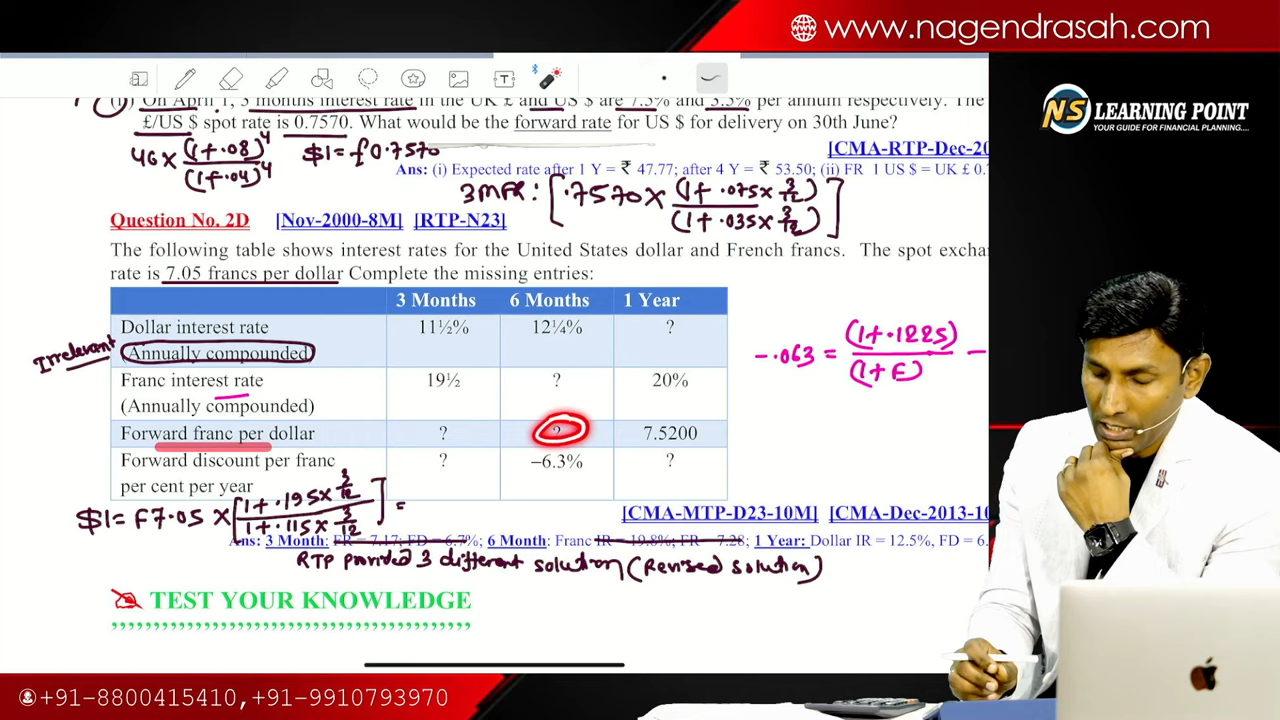 www.nagendrasah.com
NS LEARNING POINT
YOUR GUIDE FOR FINANCIAL PLANNING...
(ii) On April 1, 3 months interest rate in the UK £ and US $ are 7.5% and 3.5% per annum respectively. The
£/US $ spot rate is 0.7570. What would be the forward rate for US $ for delivery on 30th June?
[CMA-RTP-Dec-20
46 × (1+.08)^4 / (1+.04)^4
$1= £0.7570
Ans: (i) Expected rate after 1 Y = ₹ 47.77; after 4 Y = ₹ 53.50; (ii) FR 1 US $ = UK £ 0.7
3MFR: [.7570 × (1+.075×3/12) / (1+.035×3/12)]
Question No. 2D [Nov-2000-8M] [RTP-N23]
The following table shows interest rates for the United States dollar and French francs. The spot excha
rate is 7.05 francs per dollar Complete the missing entries:
3 Months 6 Months 1 Year
Dollar interest rate 11½% 12¼% ?
(Annually compounded)
Irrelevant
Franc interest rate 19½ ? 20%
(Annually compounded)
Forward franc per dollar ? ? 7.5200
Forward discount per franc ? –6.3% ?
per cent per year
-.063 = (1+.1225) / (1+F) -
$1= F7.05 × [1+.195×3/12 / 1+.115×3/12] =
[CMA-MTP-D23-10M] [CMA-Dec-2013-10
Ans: 3 Month: FR = 7.17; FD = 6.7%; 6 Month: Franc IR = 19.8%, FR = 7.28; 1 Year: Dollar IR = 12.5%, FD = 6.
RTP provided 3 different solution (Revised solution)
TEST YOUR KNOWLEDGE
+91-8800415410,+91-9910793970